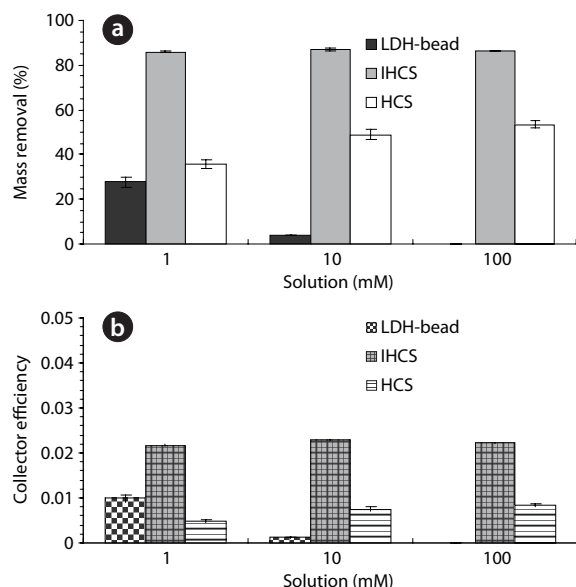 a
LDH-bead
IHCS
HCS
100
80
60
40
20
0
Mass removal (%)
1
10
100
Solution (mM)
b
LDH-bead
IHCS
HCS
0.05
0.04
0.03
0.02
0.01
0
Collector efficiency
1
10
100
Solution (mM)